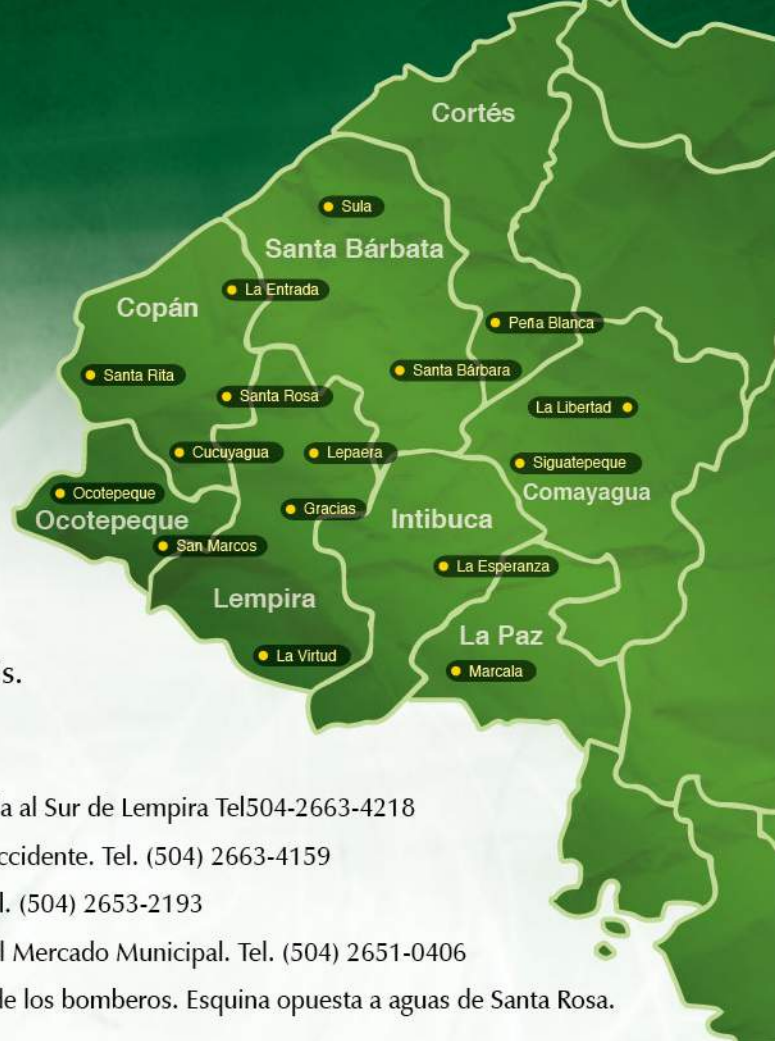 Cortés
Sula
Santa Bárbata
La Entrada
Copán
Peña Blanca
Santa Rita
Santa Bárbara
Santa Rosa
La Libertad
Cucuyagua
Lepaera
Siguatepeque
Ocotepeque
Comayagua
Gracias
Ocotepeque
Intibuca
San Marcos
La Esperanza
Lempira
La Paz
La Virtud
Marcala
s.
a al Sur de Lempira Tel504-2663-4218
ccidente. Tel. (504) 2663-4159
l. (504) 2653-2193
l Mercado Municipal. Tel. (504) 2651-0406
de los bomberos. Esquina opuesta a aguas de Santa Rosa.